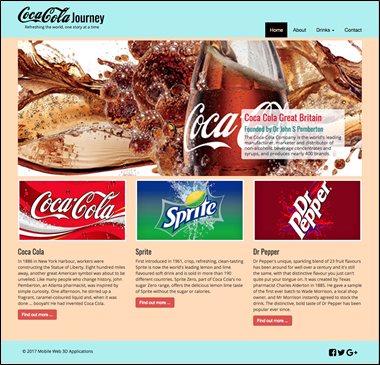 Coca-Cola Journey
Refreshing the world, one story at a time
Home About Drinks Contact
Coca-Cola
Coca Cola Great Britain
Founded by Dr John S Pemberton
The Coca-Cola Company is the world's leading
manufacturer, marketer and distributor of
non-alcoholic beverage concentrates and
syrups, and produces nearly 400 brands.
Coca-Cola
Sprite
Dr Pepper
Coca Cola
In 1886 in New York Harbour, workers were
constructing the Statue of Liberty. Eight hundred miles
away, another great American symbol was about to be
unveiled. Like many people who change history, John
Pemberton, an Atlanta pharmacist, was inspired by
simple curiosity. One afternoon, he stirred up a
fragrant, caramel-coloured liquid and, when it was
done ... booyah! He had invented Coca Cola.
Find out more ...
Sprite
First introduced in 1961, crisp, refreshing, clean-tasting
Sprite is now the world's leading lemon and lime
flavoured soft drink and is sold in more than 190
different countries. Sprite Zero, part of Coca Cola's no
sugar Zero range, offers the delicious lemon lime taste
of Sprite without the sugar or calories.
Find out more ...
Dr Pepper
Dr Pepper's unique, sparkling blend of 23 fruit flavours
has been around for well over a century and it's still
the same, with that distinctive flavour you just can't
quite put your tongue on. It was created by Texas
pharmacist Charles Alderton in 1885. He gave a sample
of the first ever batch to Wade Morrison, a local shop
owner, and Mr Morrison instantly agreed to stock the
drink. The distinctive, bold taste of Dr Pepper has been
popular ever since.
Find out more ...
© 2017 Mobile Web 3D Applications